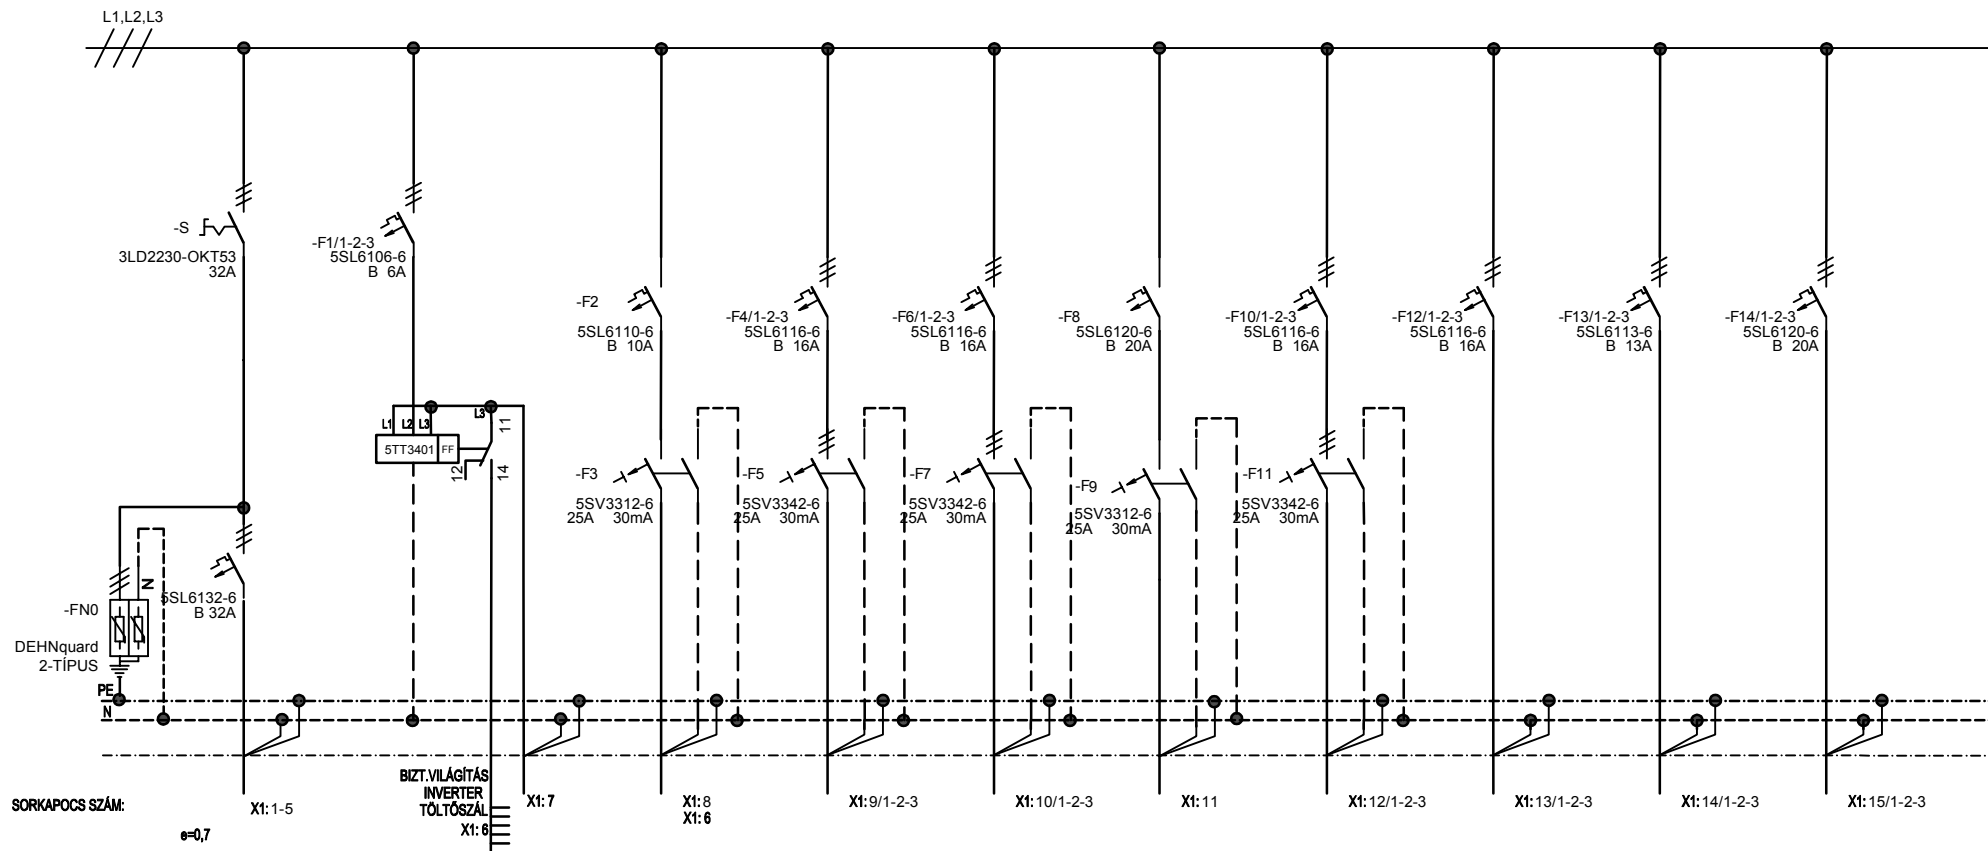 L1,L2,L3
-S
3LD2230-OKT53
32A
-F1/1-2-3
5SL6106-6
B 6A
-F2
5SL6110-6
B 10A
-F4/1-2-3
5SL6116-6
B 16A
-F6/1-2-3
5SL6116-6
B 16A
-F8
5SL6120-6
B 20A
-F10/1-2-3
5SL6116-6
B 16A
-F12/1-2-3
5SL6116-6
B 16A
-F13/1-2-3
5SL6113-6
B 13A
-F14/1-2-3
5SL6120-6
B 20A
L1 L2 L3
L3
11
5TT3401 FF
12
14
-F3
5SV3312-6
25A 30mA
-F5
5SV3342-6
25A 30mA
-F7
5SV3342-6
25A 30mA
-F9
5SV3312-6
25A 30mA
-F11
5SV3342-6
25A 30mA
N
5SL6132-6
B 32A
-FN0
DEHNquard
2-TÍPUS
PE
N
BIZT.VILÁGÍTÁS
INVERTER
TÖLTŐSZÁL
X1: 6
SORKAPOCS SZÁM:
e=0,7
X1: 1-5
X1: 7
X1: 8
X1: 6
X1: 9/1-2-3
X1: 10/1-2-3
X1: 11
X1: 12/1-2-3
X1: 13/1-2-3
X1: 14/1-2-3
X1: 15/1-2-3